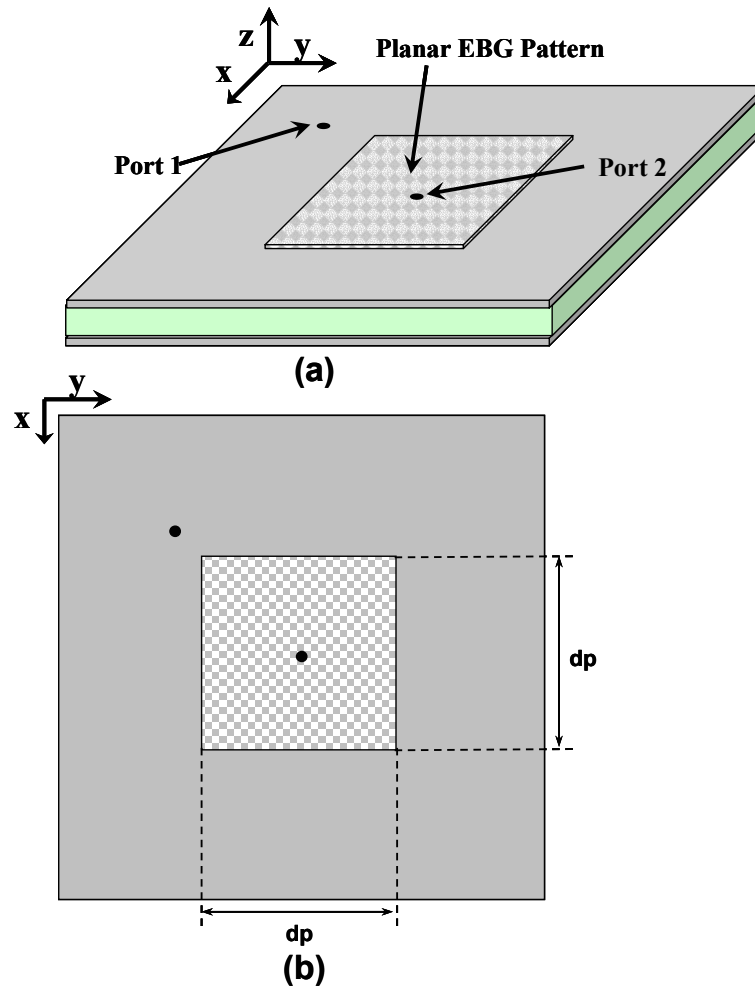 z
y
x
Planar EBG Pattern
Port 1
Port 2
(a)
y
x
dp
dp
(b)